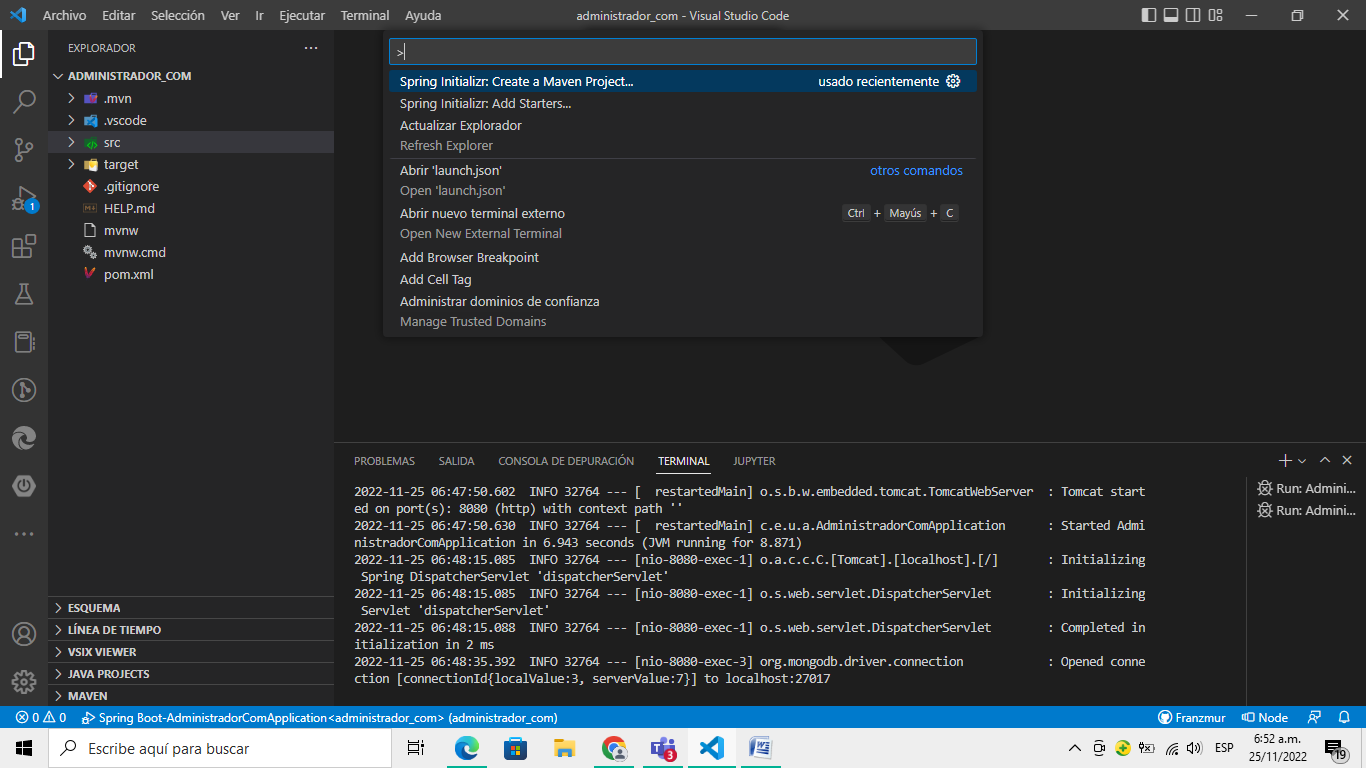 Archivo Editar Selección Ver Ir Ejecutar Terminal Ayuda
administrador_com - Visual Studio Code
EXPLORADOR
ADMINISTRADOR_COM
.mvn
.vscode
src
target
.gitignore
HELP.md
mvnw
mvnw.cmd
pom.xml
ESQUEMA
LÍNEA DE TIEMPO
VSIX VIEWER
JAVA PROJECTS
MAVEN
1
>
Spring Initializr: Create a Maven Project... usado recientemente
Spring Initializr: Add Starters...
Actualizar Explorador
Refresh Explorer
Abrir 'launch.json' otros comandos
Open 'launch.json'
Abrir nuevo terminal externo Ctrl + Mayús + C
Open New External Terminal
Add Browser Breakpoint
Add Cell Tag
Administrar dominios de confianza
Manage Trusted Domains
PROBLEMAS SALIDA CONSOLA DE DEPURACIÓN TERMINAL JUPYTER
2022-11-25 06:47:50.602  INFO 32764 --- [  restartedMain] o.s.b.w.embedded.tomcat.TomcatWebServer  : Tomcat start
ed on port(s): 8080 (http) with context path ''
2022-11-25 06:47:50.630  INFO 32764 --- [  restartedMain] c.e.u.a.AdministradorComApplication      : Started Admi
nistradorComApplication in 6.943 seconds (JVM running for 8.871)
2022-11-25 06:48:15.085  INFO 32764 --- [nio-8080-exec-1] o.a.c.c.C.[Tomcat].[localhost].[/]       : Initializing
 Spring DispatcherServlet 'dispatcherServlet'
2022-11-25 06:48:15.085  INFO 32764 --- [nio-8080-exec-1] o.s.web.servlet.DispatcherServlet        : Initializing
 Servlet 'dispatcherServlet'
2022-11-25 06:48:15.088  INFO 32764 --- [nio-8080-exec-1] o.s.web.servlet.DispatcherServlet        : Completed in
itialization in 2 ms
2022-11-25 06:48:35.392  INFO 32764 --- [nio-8080-exec-3] org.mongodb.driver.connection            : Opened conne
ction [connectionId{localValue:3, serverValue:7}] to localhost:27017
Run: Admini...
Run: Admini...
0 0 Spring Boot-AdministradorComApplication<administrador_com> (administrador_com)
Franzmur Node
Escribe aquí para buscar
3
ESP
6:52 a.m.
25/11/2022
19